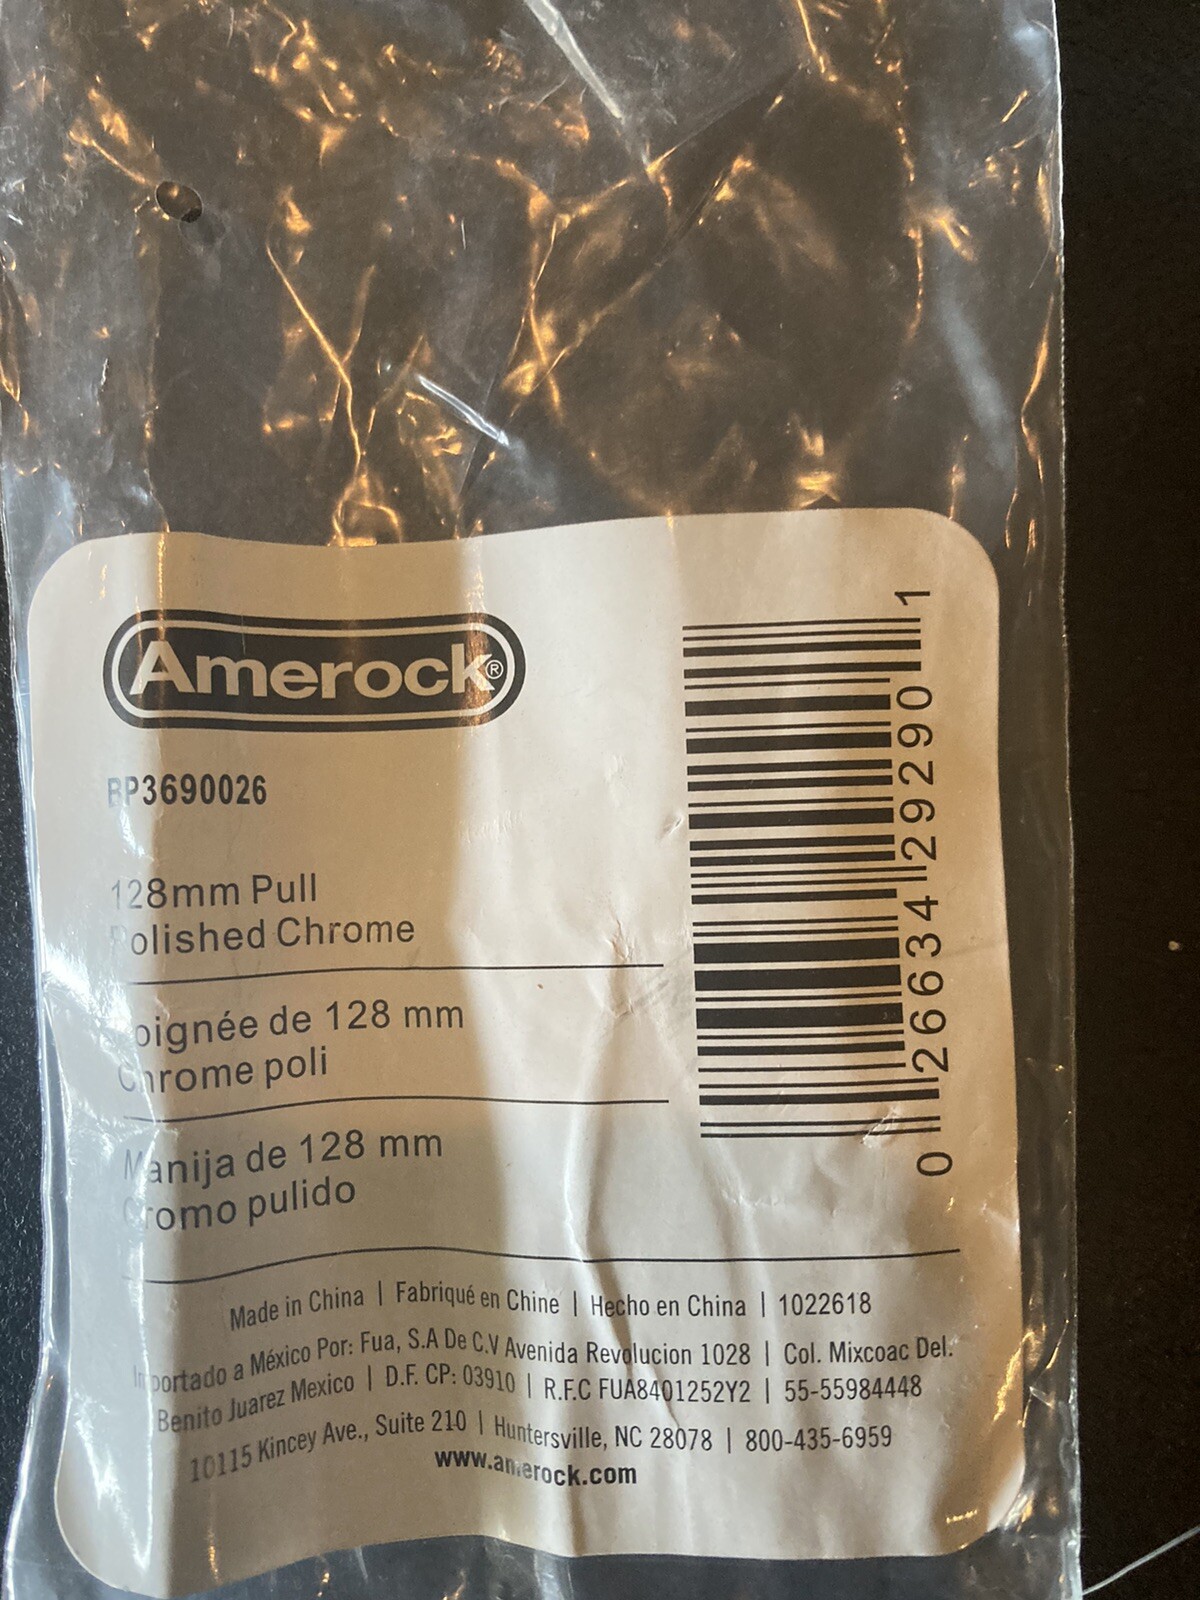 Amerock®
BP3690026
128mm Pull
Polished Chrome
Poignée de 128 mm
Chrome poli
Manija de 128 mm
Cromo pulido
0 26634 29290 1
Made in China | Fabriqué en Chine | Hecho en China | 1022618
Importado a México Por: Fua, S.A De C.V Avenida Revolucion 1028 | Col. Mixcoac Del.
Benito Juarez Mexico | D.F. CP: 03910 | R.F.C FUA8401252Y2 | 55-55984448
10115 Kincey Ave., Suite 210 | Huntersville, NC 28078 | 800-435-6959
www.amerock.com